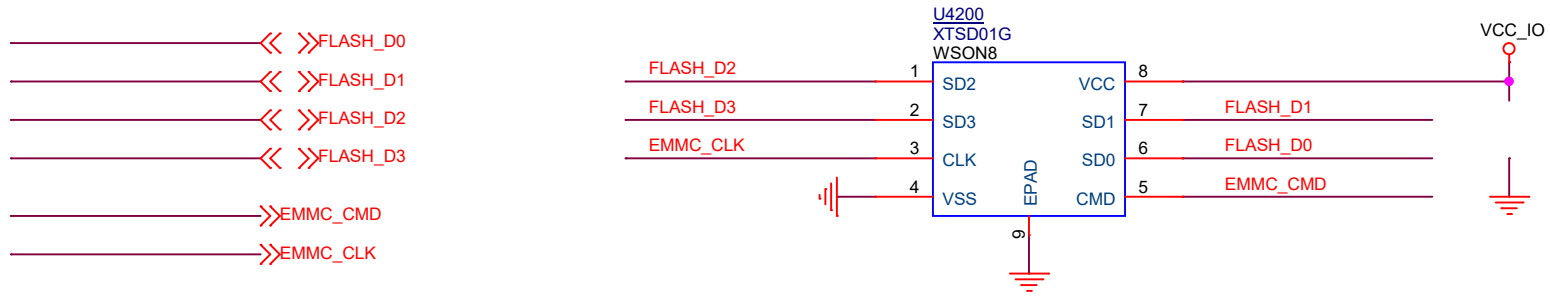 FLASH_D0
FLASH_D1
FLASH_D2
FLASH_D3
EMMC_CMD
EMMC_CLK
U4200
XTSD01G
WSON8
FLASH_D2
1
SD2
FLASH_D3
2
SD3
EMMC_CLK
3
CLK
4
VSS
EPAD
9
VCC
8
SD1
7
FLASH_D1
SD0
6
FLASH_D0
CMD
5
EMMC_CMD
VCC_IO